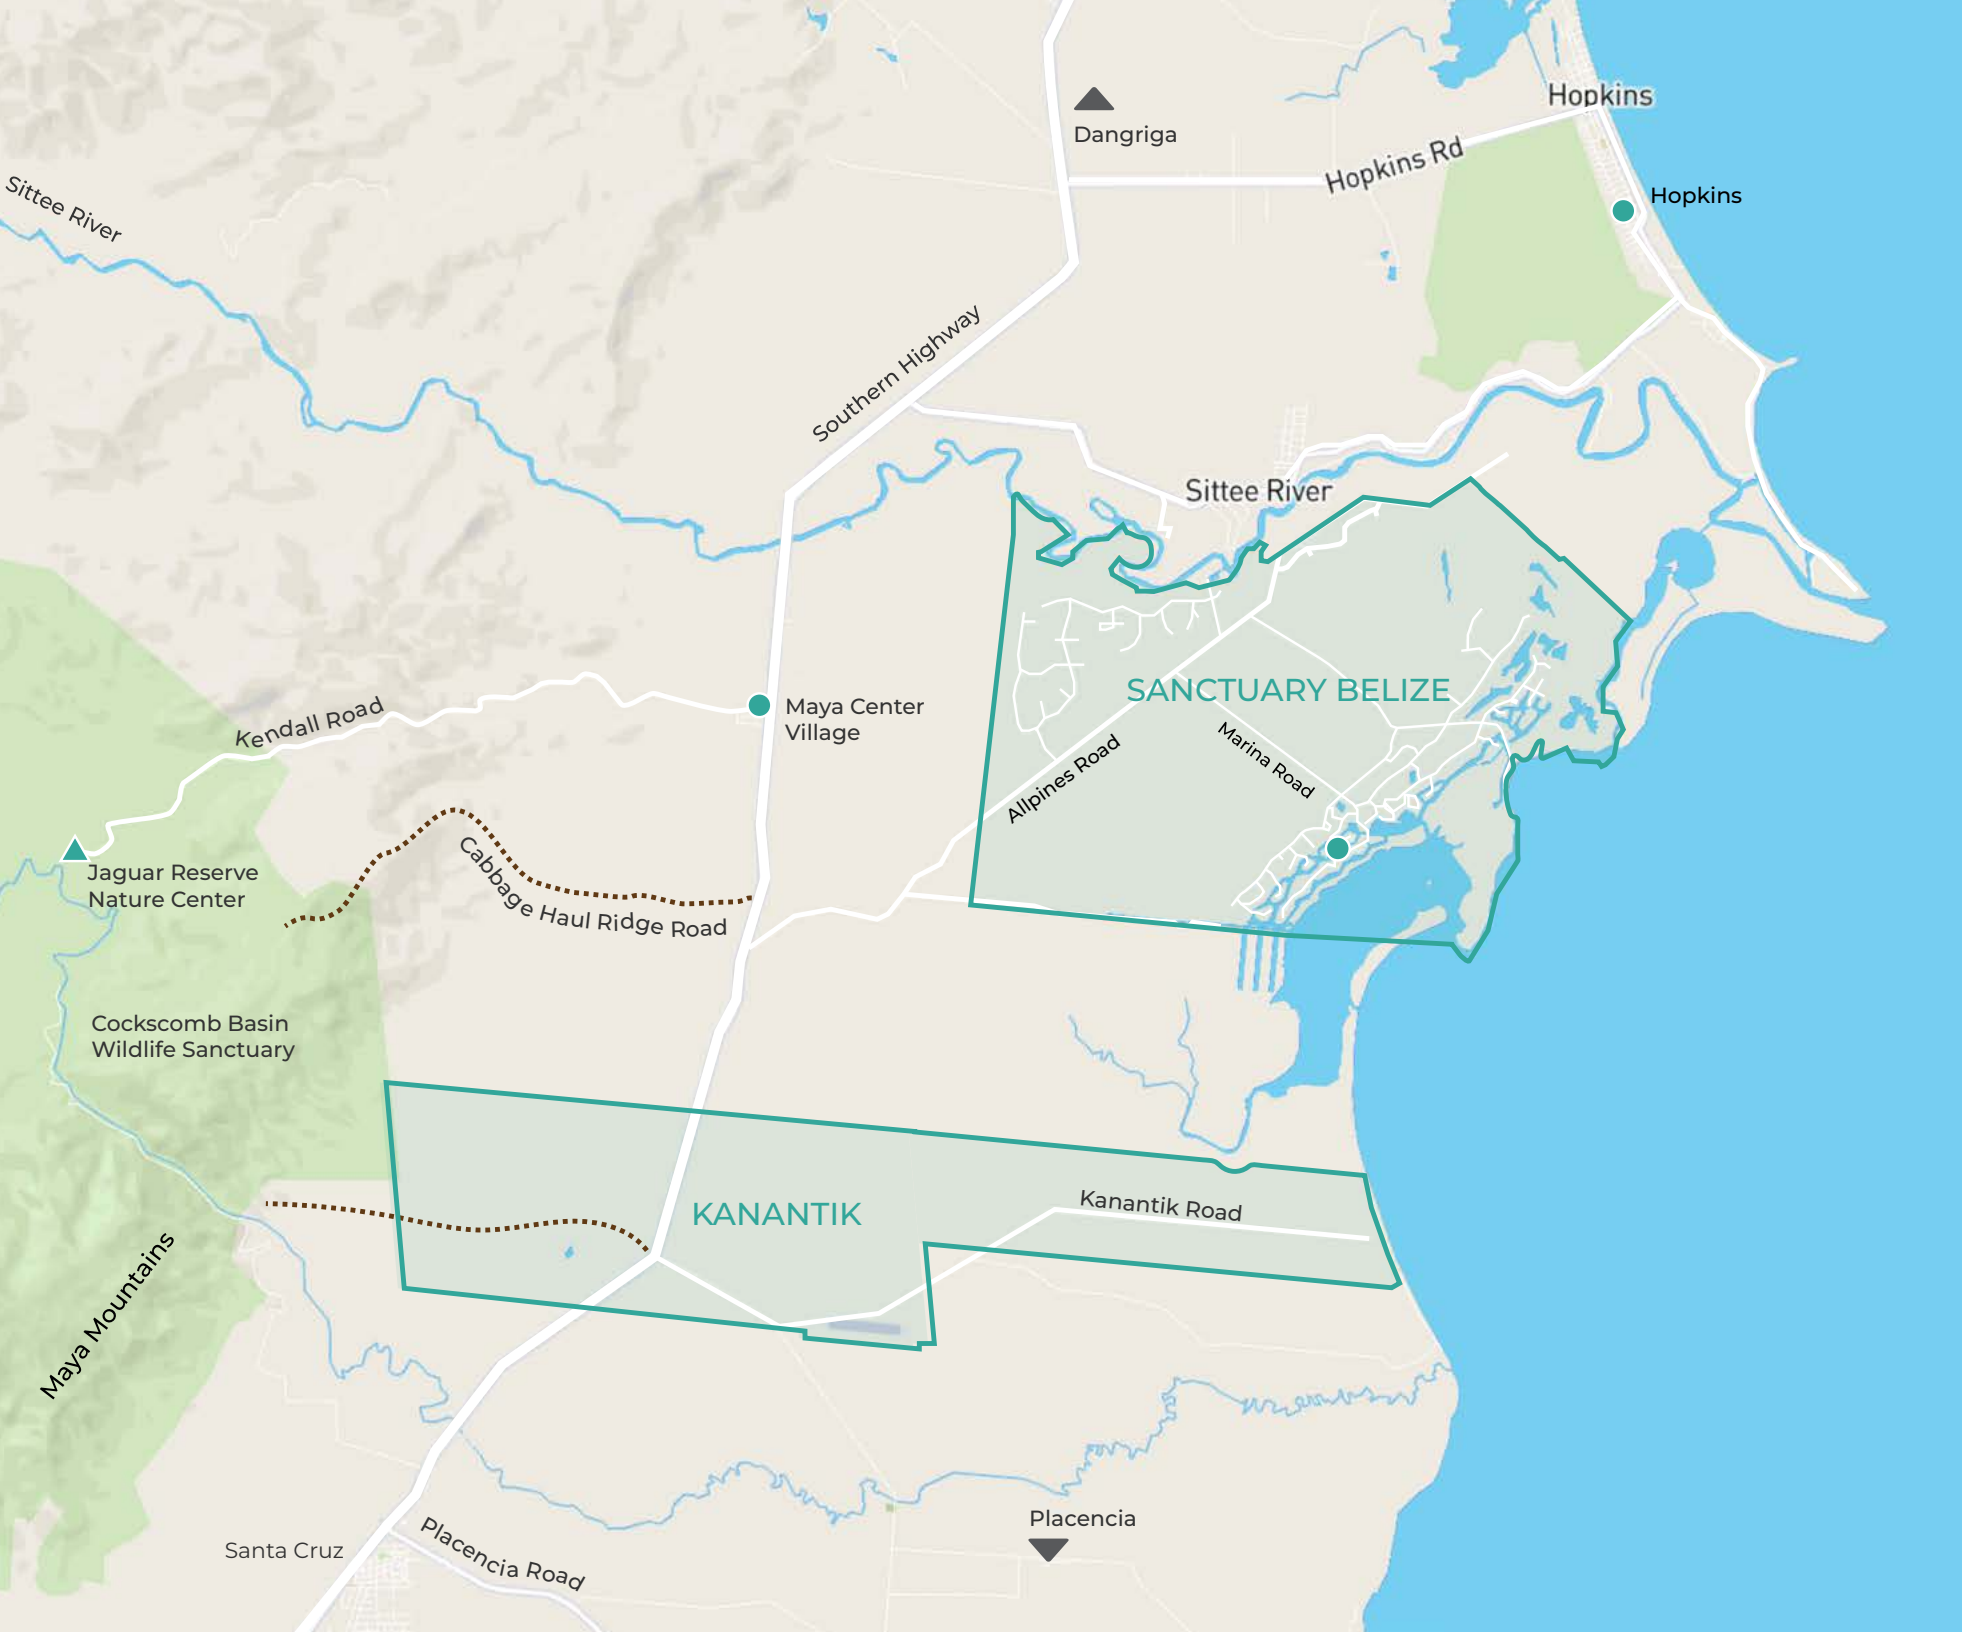 Hopkins
Dangriga
Hopkins Rd
Hopkins
Sittee River
Southern Highway
Sittee River
SANCTUARY BELIZE
Maya Center
Village
Kendall Road
Marina Road
Allpines Road
Jaguar Reserve
Nature Center
Cabbage Haul Ridge Road
Cockscomb Basin
Wildlife Sanctuary
KANANTIK
Kanantik Road
Maya Mountains
Placencia
Santa Cruz
Placencia Road